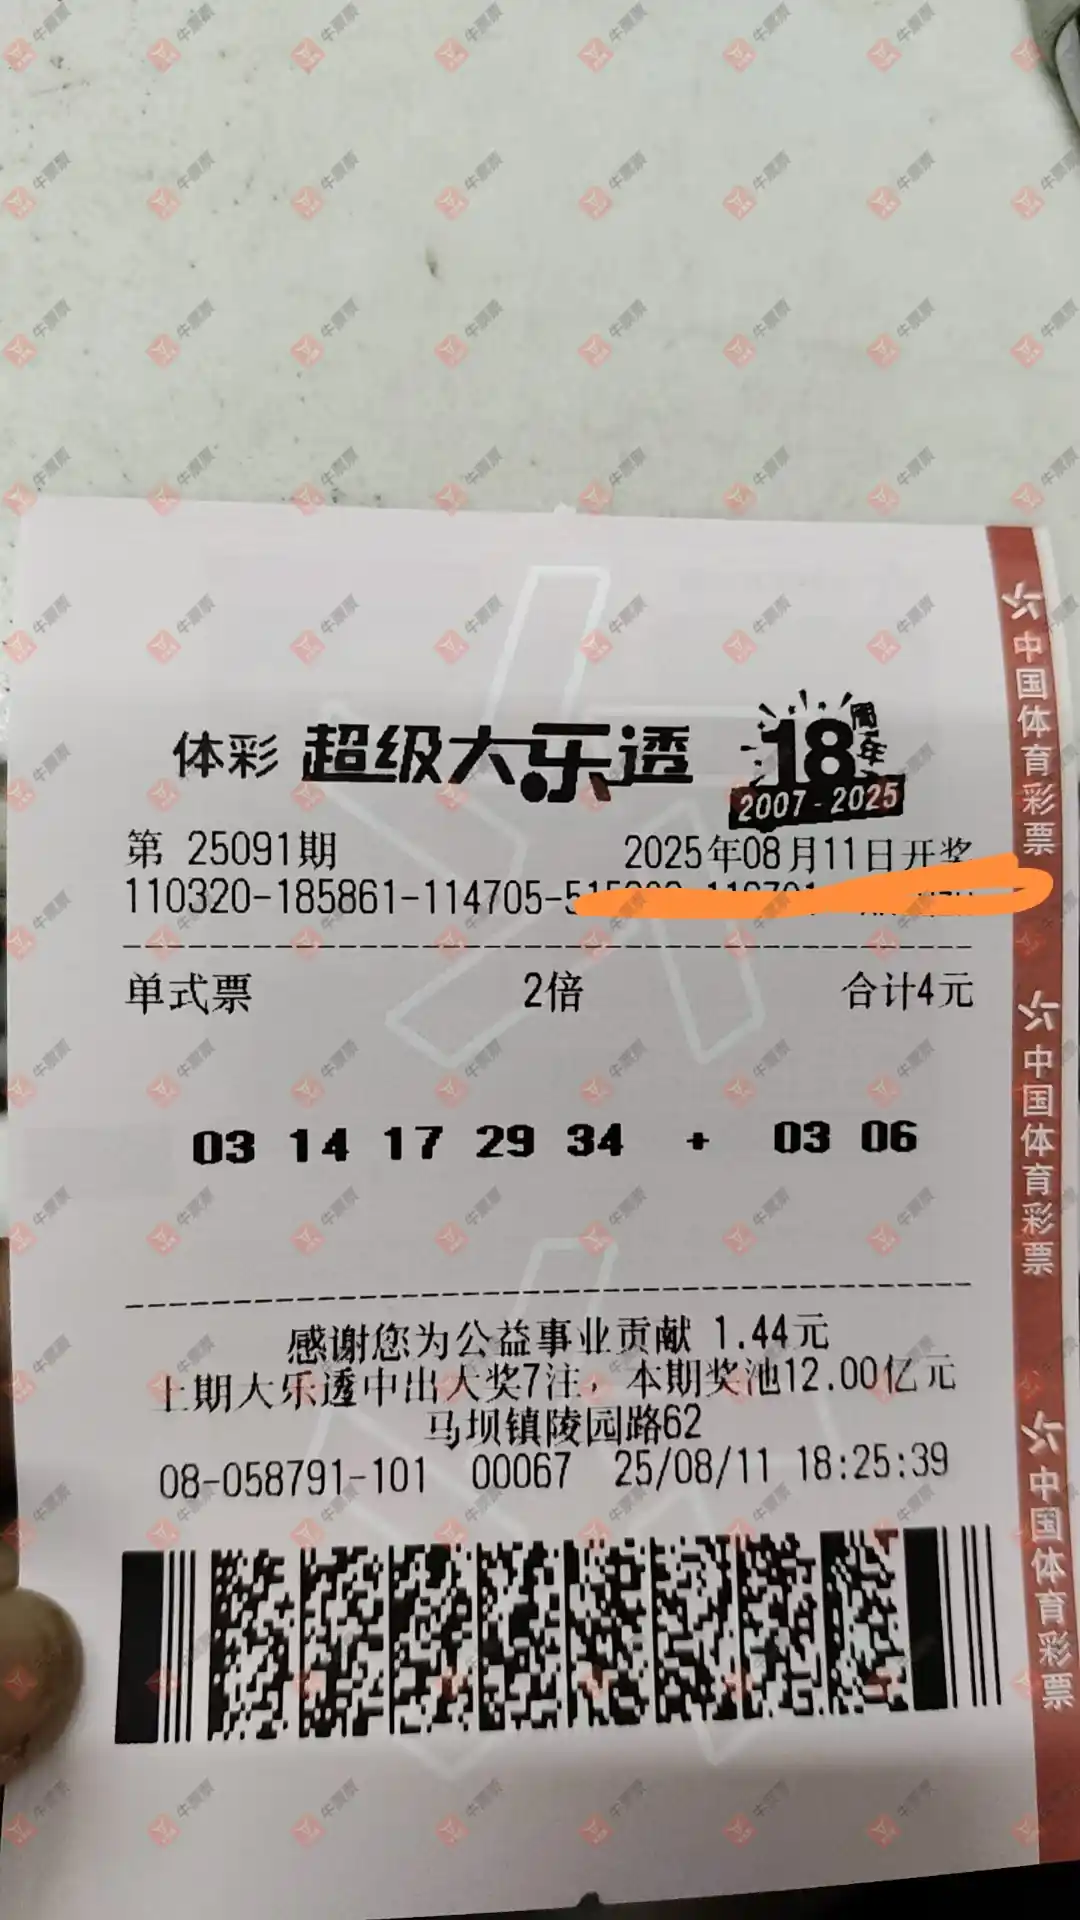 体彩 超级大乐透 18周年
2007-2025
第 25091期 2025年08月11日开奖
110320-185861-114705-5
单式票 2倍 合计4元
03 14 17 29 34 + 03 06
感谢您为公益事业贡献 1.44元
上期大乐透中出大奖7注，本期奖池12.00亿元
马坝镇陵园路62
08-058791-101 00067 25/08/11 18:25:39
中国体育彩票
中国体育彩票
中国体育彩票
牛票票